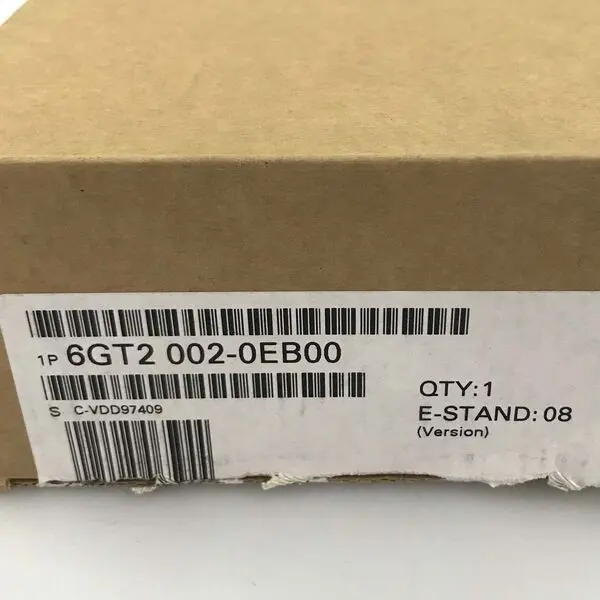 1P 6GT2 002-0EB00
S C-VDD97409
QTY:1
E-STAND: 08
(Version)